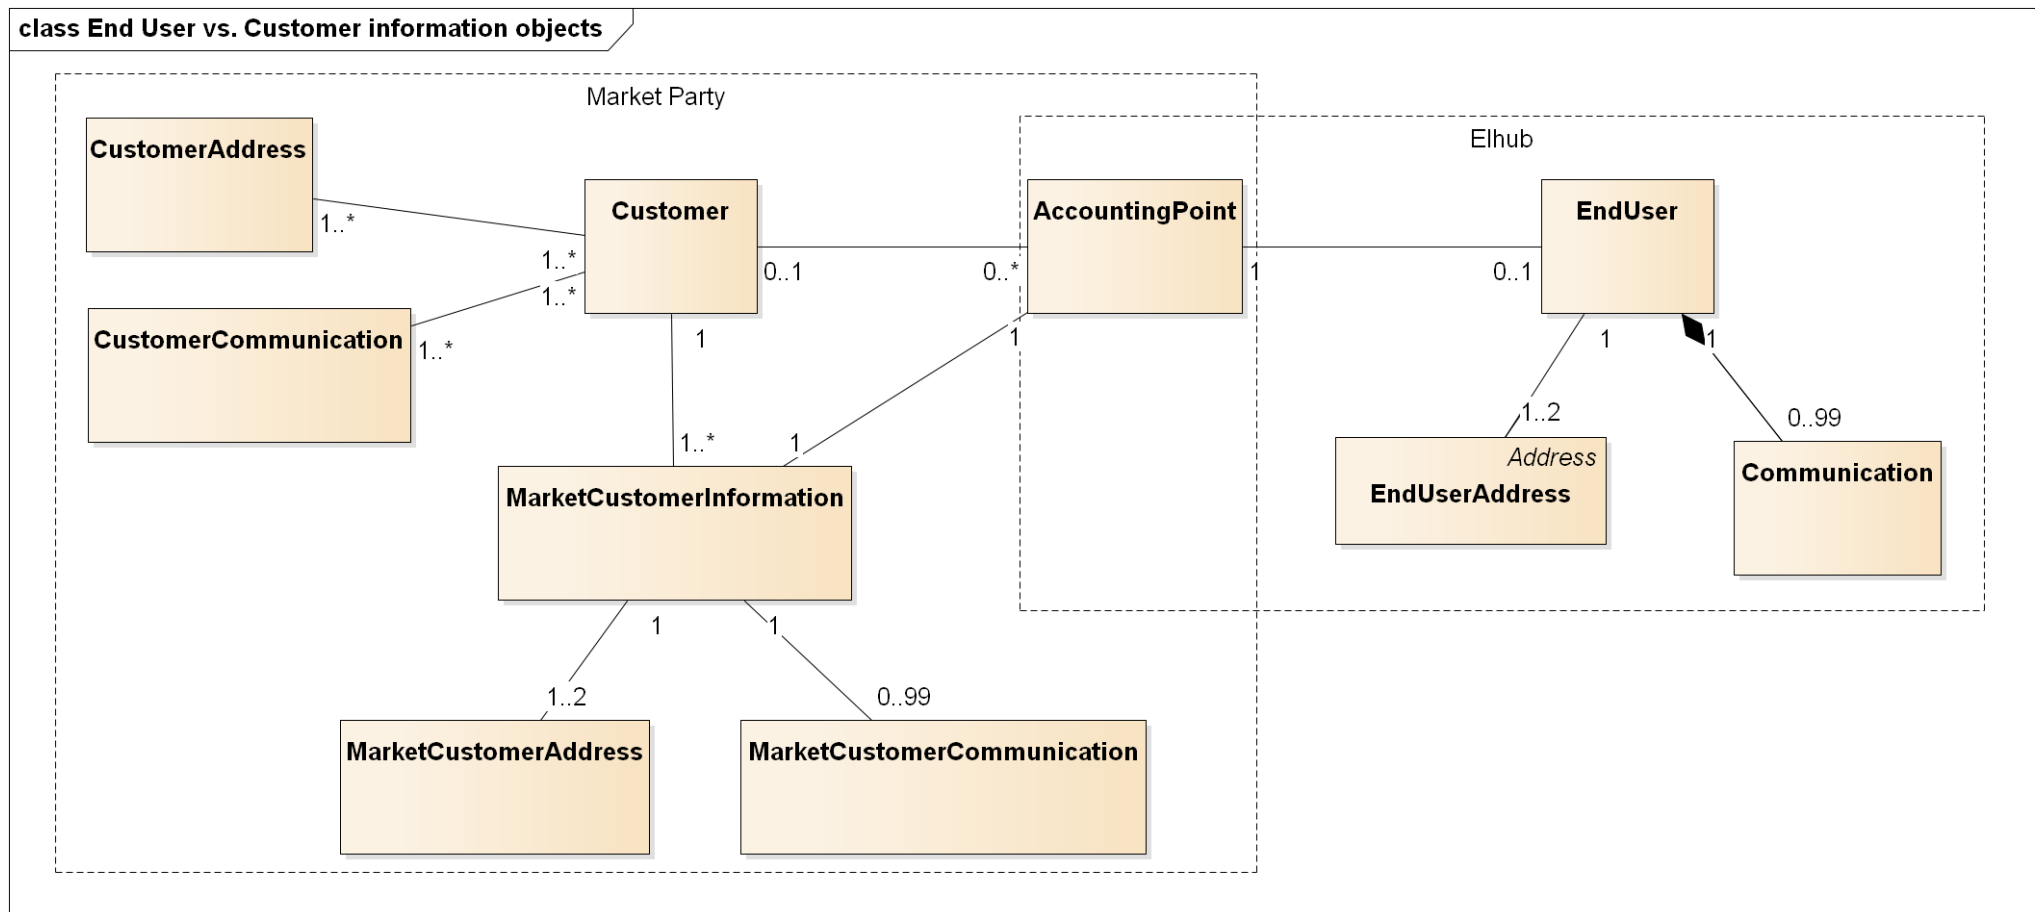 class End User vs. Customer information objects
Market Party
Elhub
CustomerAddress
Customer
AccountingPoint
EndUser
1..*
1..*
0..1
0..*
1
0..1
1..*
CustomerCommunication
1..*
1
1
1
1
1..*
1
1..2
0..99
Address
EndUserAddress
Communication
MarketCustomerInformation
1
1
1..2
0..99
MarketCustomerAddress
MarketCustomerCommunication